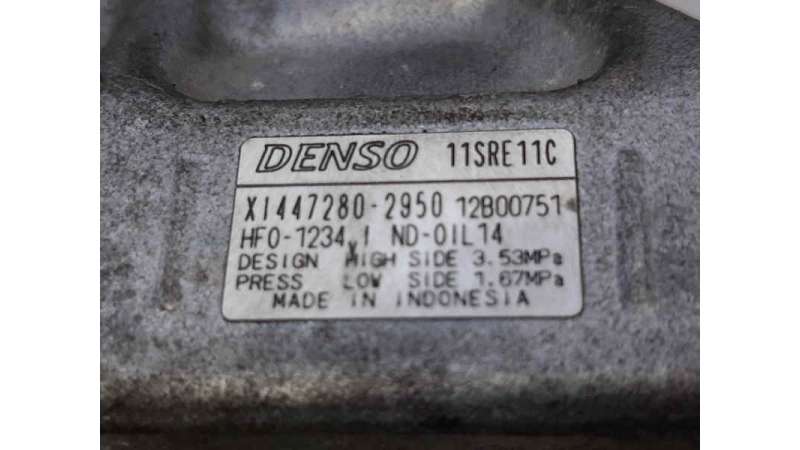 DENSO 11SRE11C
XI447280-2950 12B00751
HFO-1234 ND-OIL14
DESIGN HIGH SIDE 3.53MPa
PRESS LOW SIDE 1.67MPa
MADE IN INDONESIA